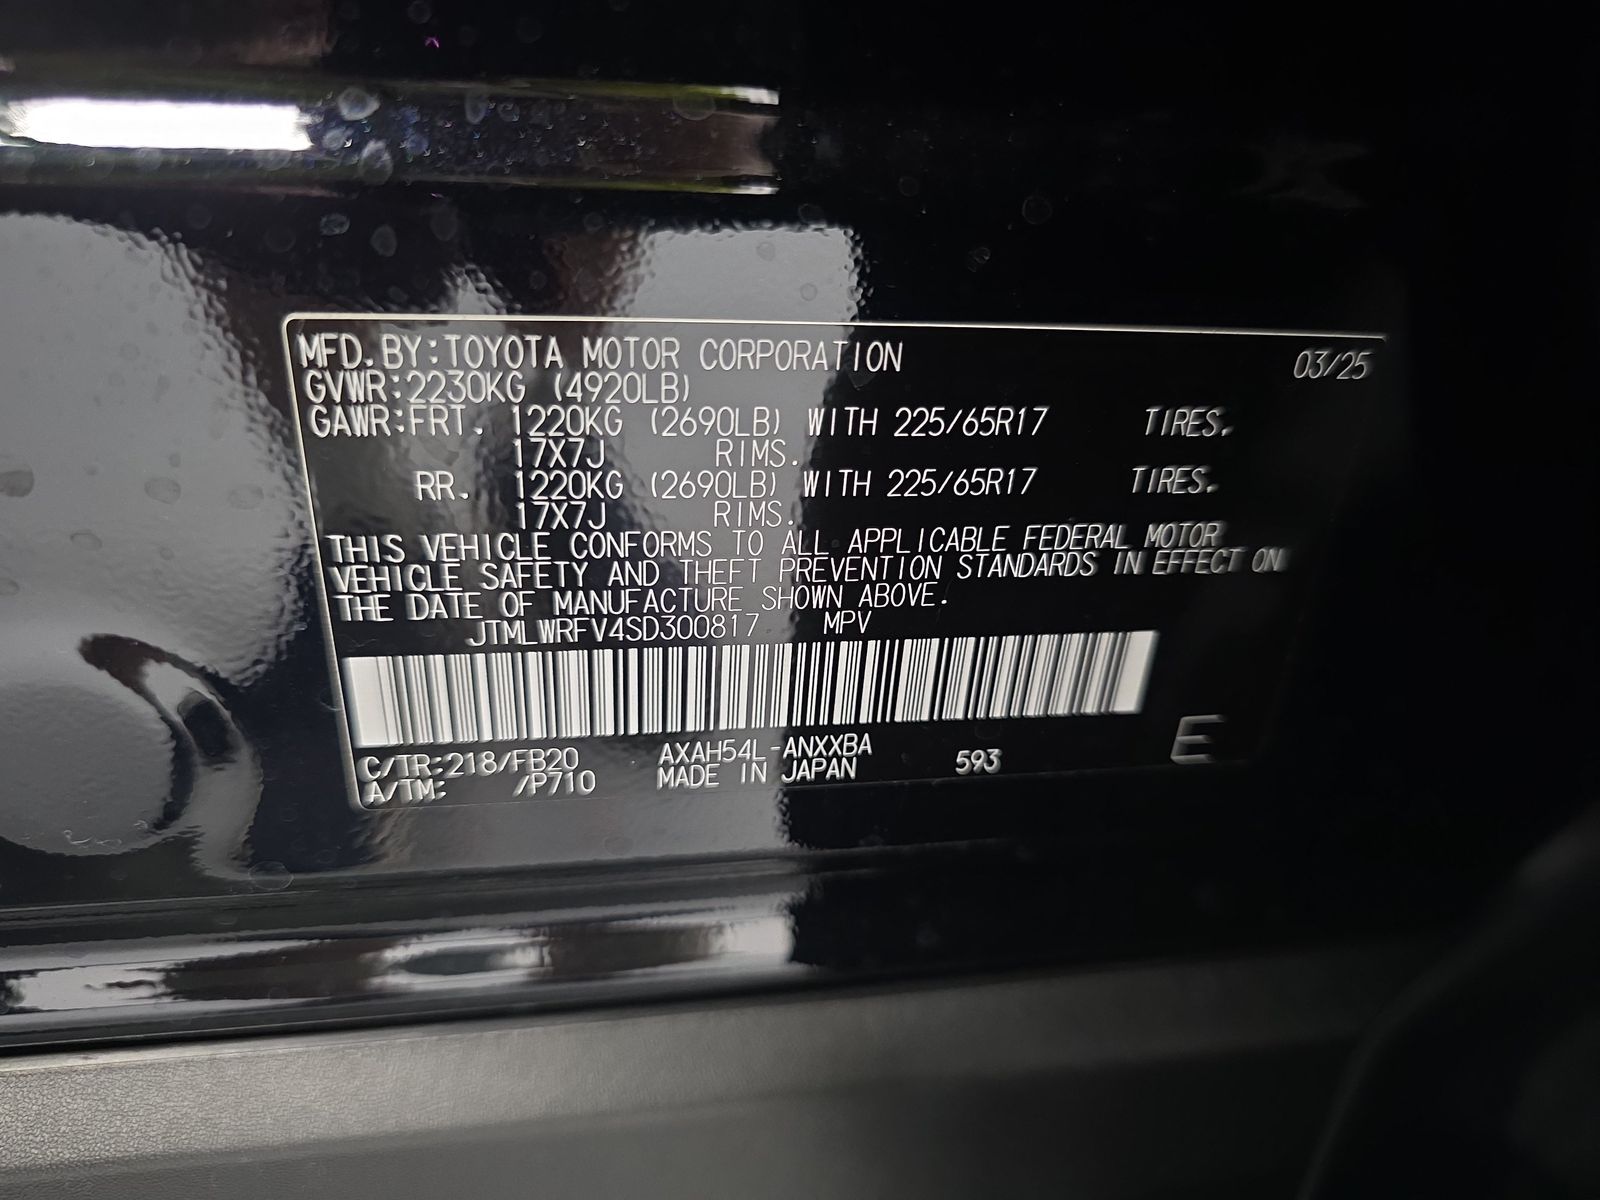 MFD.BY:TOYOTA MOTOR CORPORATION 03/25
GVWR:2230KG (4920LB)
GAWR:FRT. 1220KG (2690LB) WITH 225/65R17 TIRES.
17X7J RIMS.
RR. 1220KG (2690LB) WITH 225/65R17 TIRES.
17X7J RIMS.
THIS VEHICLE CONFORMS TO ALL APPLICABLE FEDERAL MOTOR
VEHICLE SAFETY AND THEFT PREVENTION STANDARDS IN EFFECT ON
THE DATE OF MANUFACTURE SHOWN ABOVE.
JTMLWRFV4SD300817 MPV
C/TR:218/FB20 AXAH54L-ANXXBA 593 E
A/TM: /P710 MADE IN JAPAN